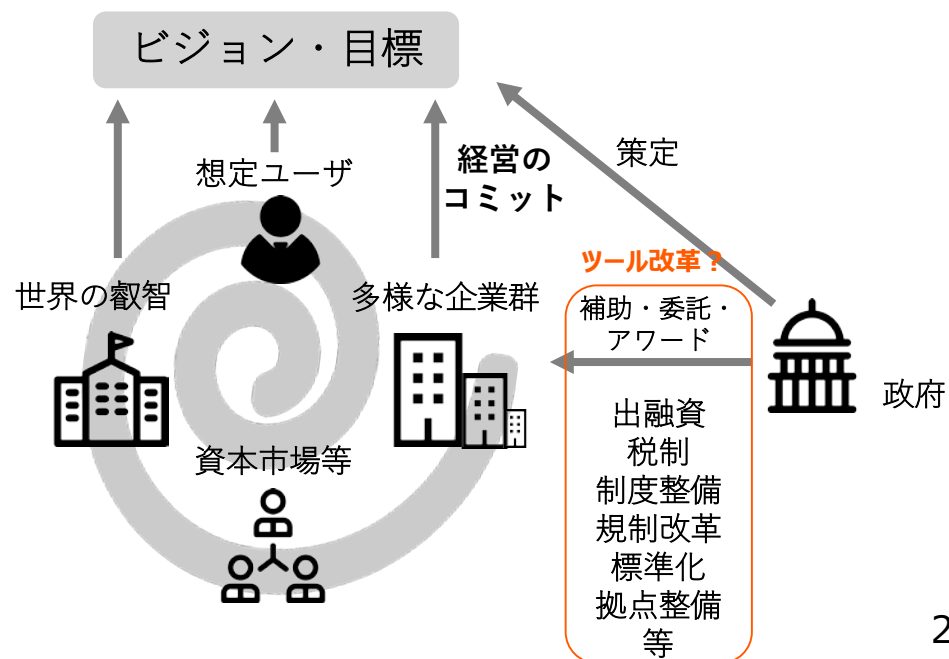 ビジョン・目標
想定ユーザ
経営の
コミット
策定
ツール改革？
世界の叡智
多様な企業群
補助・委託・
アワード
政府
出融資
税制
制度整備
規制改革
標準化
拠点整備
等
資本市場等
2